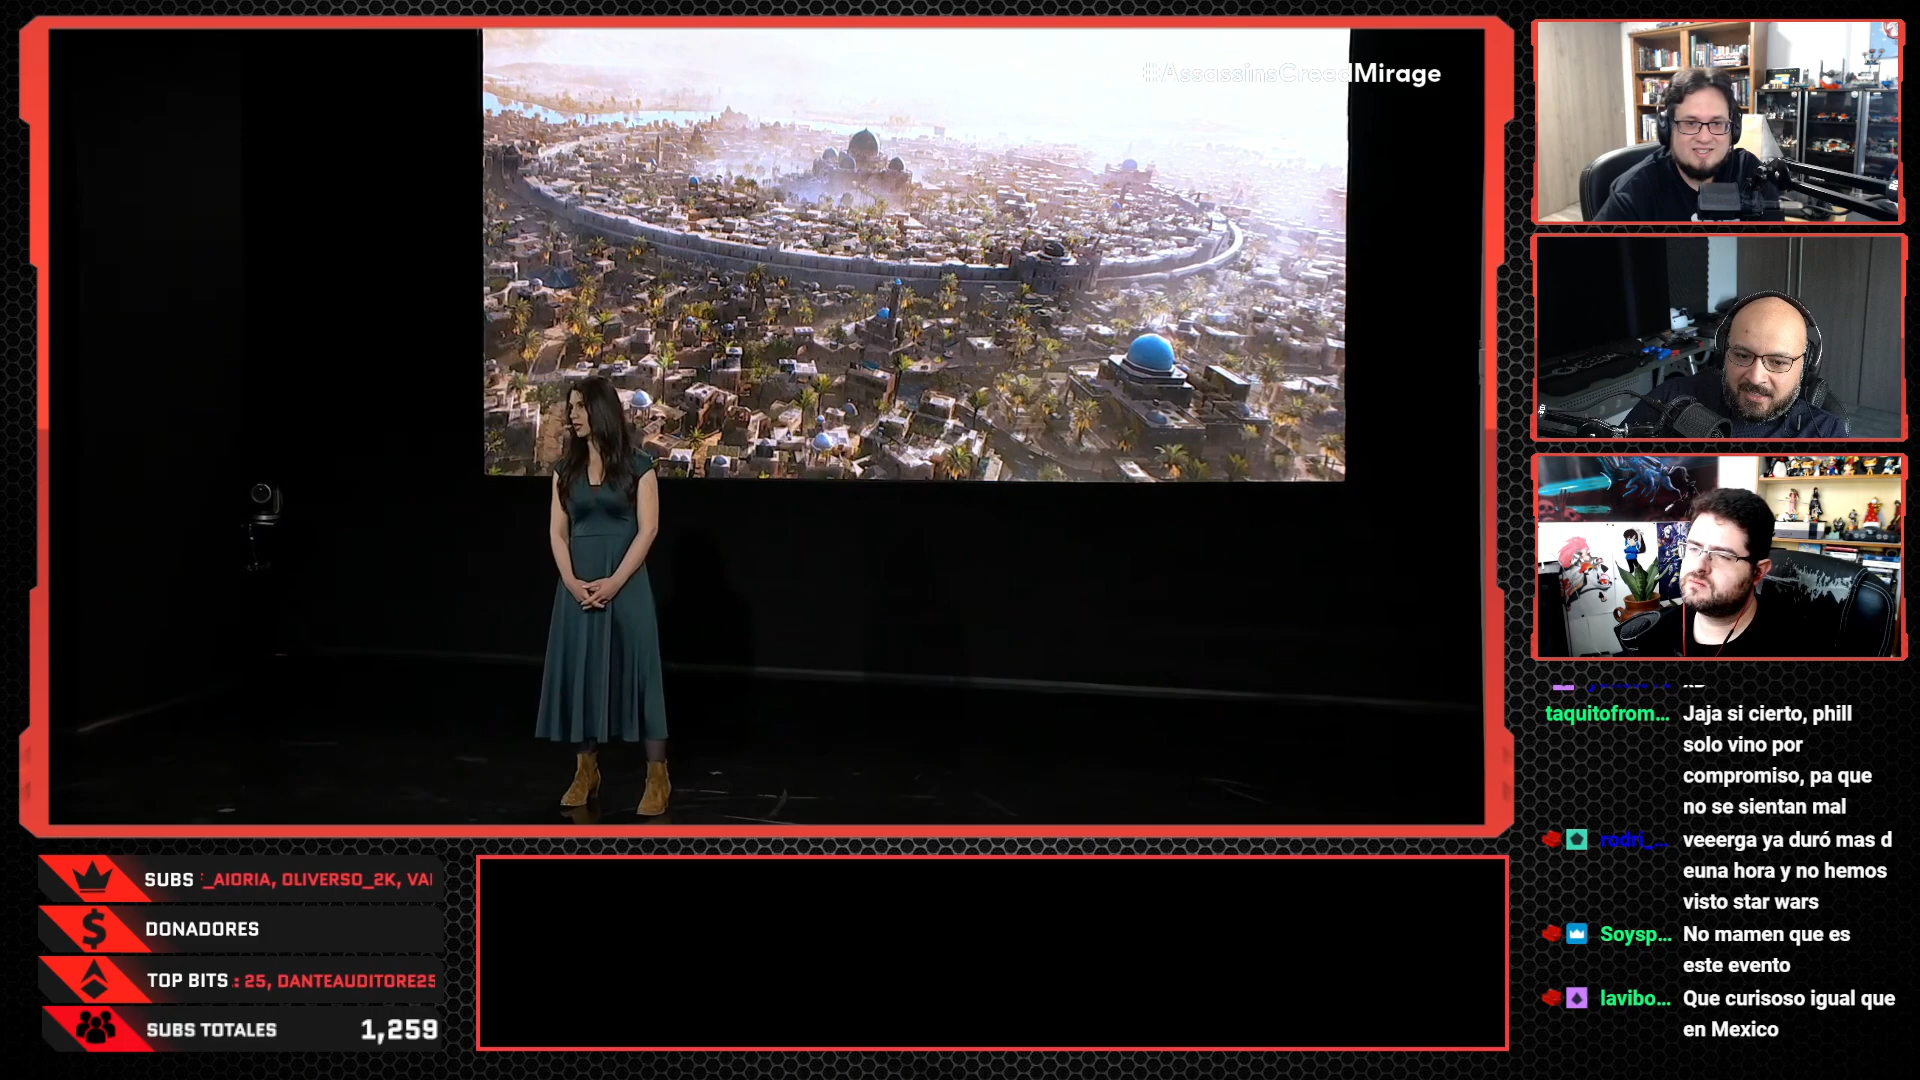 #AssassinsCreedMirage
taquitofrom... Jaja si cierto, phill
solo vino por
compromiso, pa que
no se sientan mal
rodri_... veeerga ya duró mas d
euna hora y no hemos
visto star wars
Soysp... No mamen que es
este evento
lavibo... Que curisoso igual que
en Mexico
SUBS _AIORIA, OLIVERSO_2K, VAI
DONADORES
TOP BITS : 25, DANTEAUDITORE25
SUBS TOTALES 1,259